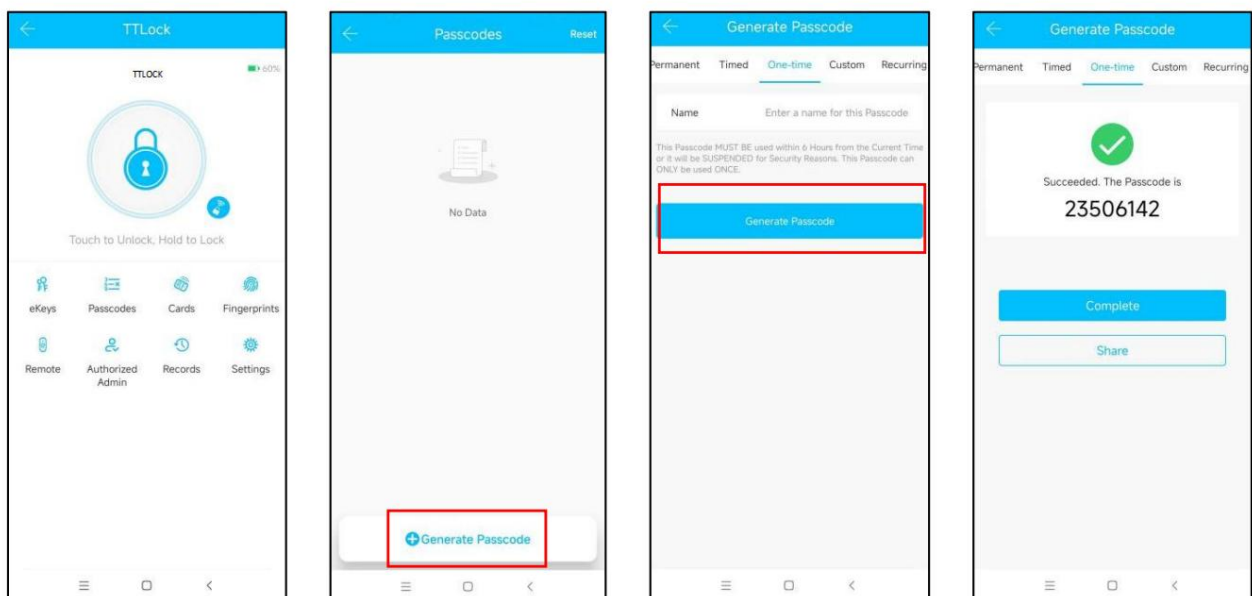 TTLock
TTLOCK
60%
Touch to Unlock, Hold to Lock
eKeys Passcodes Cards Fingerprints
Remote Authorized Admin Records Settings
Passcodes Reset
No Data
Generate Passcode
Generate Passcode
Permanent Timed One-time Custom Recurring
Name Enter a name for this Passcode
This Passcode MUST BE used within 6 Hours from the Current Time
or it will be SUSPENDED for Security Reasons. This Passcode can
ONLY be used ONCE.
Generate Passcode
Generate Passcode
Permanent Timed One-time Custom Recurring
Succeeded. The Passcode is
23506142
Complete
Share